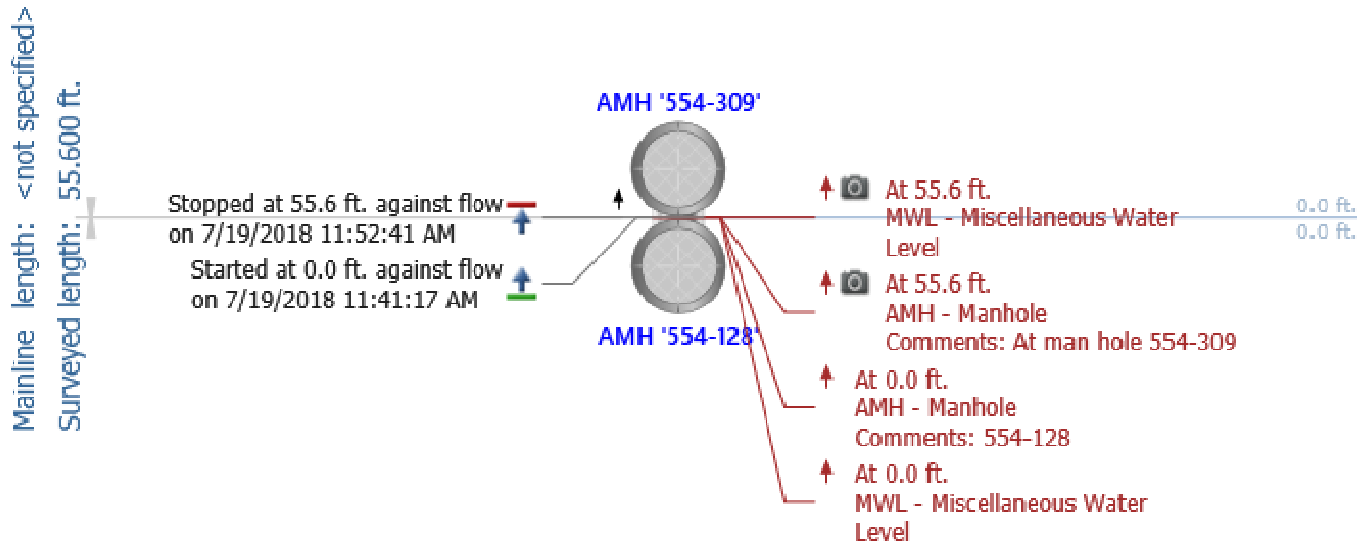 Mainline length: <not specified>
Surveyed length: 55.600 ft.
AMH '554-309'
Stopped at 55.6 ft. against flow
on 7/19/2018 11:52:41 AM
Started at 0.0 ft. against flow
on 7/19/2018 11:41:17 AM
AMH '554-128'
At 55.6 ft.
MWL - Miscellaneous Water
Level
At 55.6 ft.
AMH - Manhole
Comments: At man hole 554-309
At 0.0 ft.
AMH - Manhole
Comments: 554-128
At 0.0 ft.
MWL - Miscellaneous Water
Level
0.0 ft.
0.0 ft.